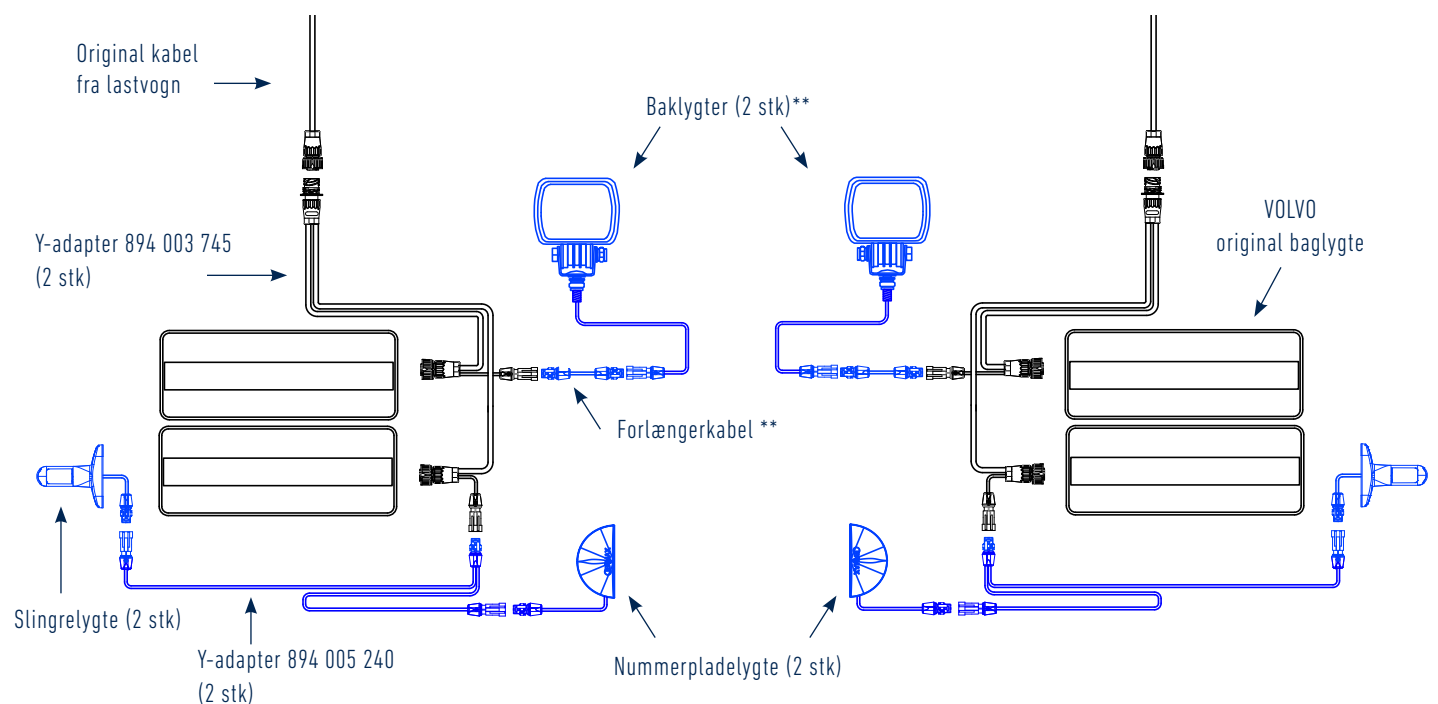 Original kabel
fra lastvogn
Baklygter (2 stk)**
VOLVO
original baglygte
Y-adapter 894 003 745
(2 stk)
Forlængerkabel **
Slingrelygte (2 stk)
Y-adapter 894 005 240
(2 stk)
Nummerpladelygte (2 stk)